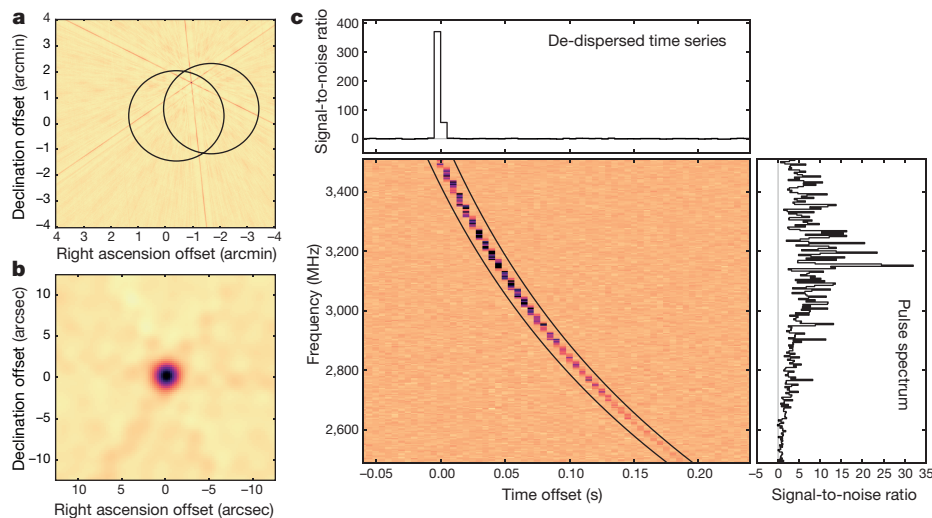 a
4
3
2
1
0
−1
−2
−3
−4
4 3 2 1 0 −1 −2 −3 −4
Declination offset (arcmin)
Right ascension offset (arcmin)
b
10
5
0
−5
−10
10 5 0 −5 −10
Declination offset (arcsec)
Right ascension offset (arcsec)
c
400
300
200
100
0
Signal-to-noise ratio
De-dispersed time series
3,400
3,200
3,000
2,800
2,600
Frequency (MHz)
−0.05 0.00 0.05 0.10 0.15 0.20
Time offset (s)
Pulse spectrum
−5 0 5 10 15 20 25 30 35
Signal-to-noise ratio